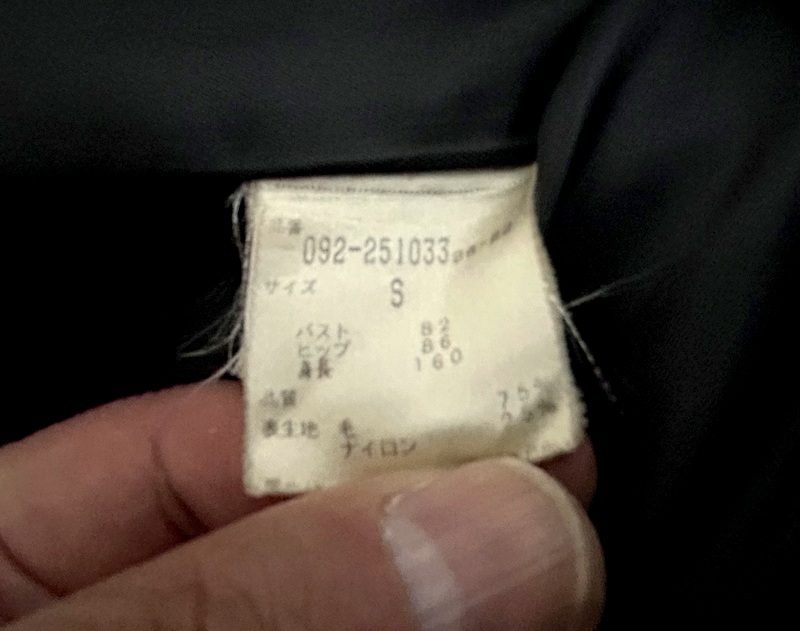 品番
092-251033
サイズ S
バスト 82
ヒップ 86
身長 160
品質
表生地 毛 75%
ナイロン